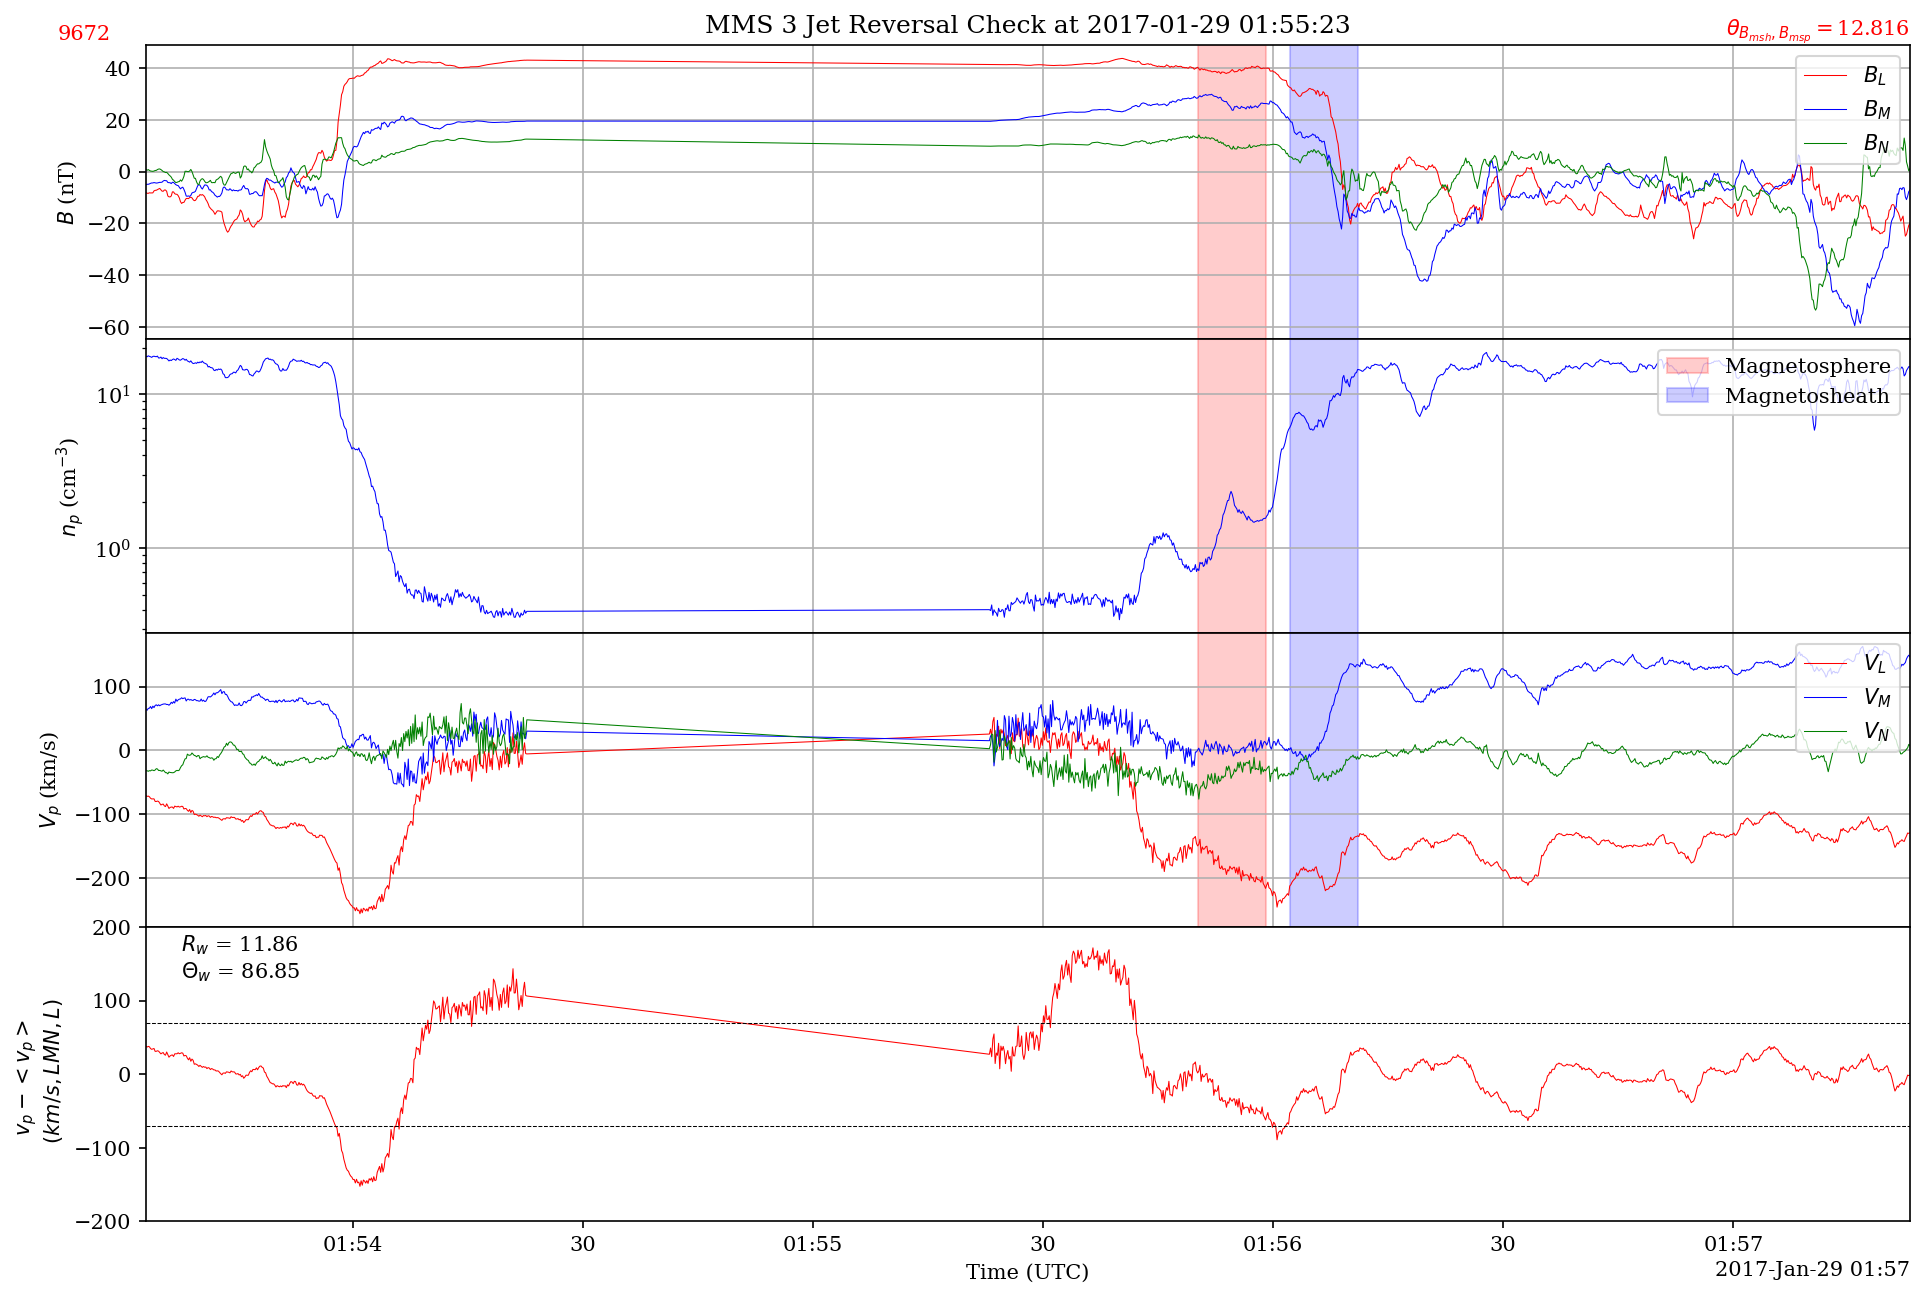 MMS 3 Jet Reversal Check at 2017-01-29 01:55:23
9672
θ_{B_{msh}, B_{msp}} = 12.816
B (nT)
40
20
0
−20
−40
−60
B_L
B_M
B_N
n_p (cm^{−3})
10^1
10^0
Magnetosphere
Magnetosheath
V_p (km/s)
100
0
−100
−200
V_L
V_M
V_N
v_p − < v_p >
(km/s, LMN, L)
200
100
0
−100
−200
R_w = 11.86
Θ_w = 86.85
01:54 30 01:55 30 01:56 30 01:57
Time (UTC)
2017-Jan-29 01:57